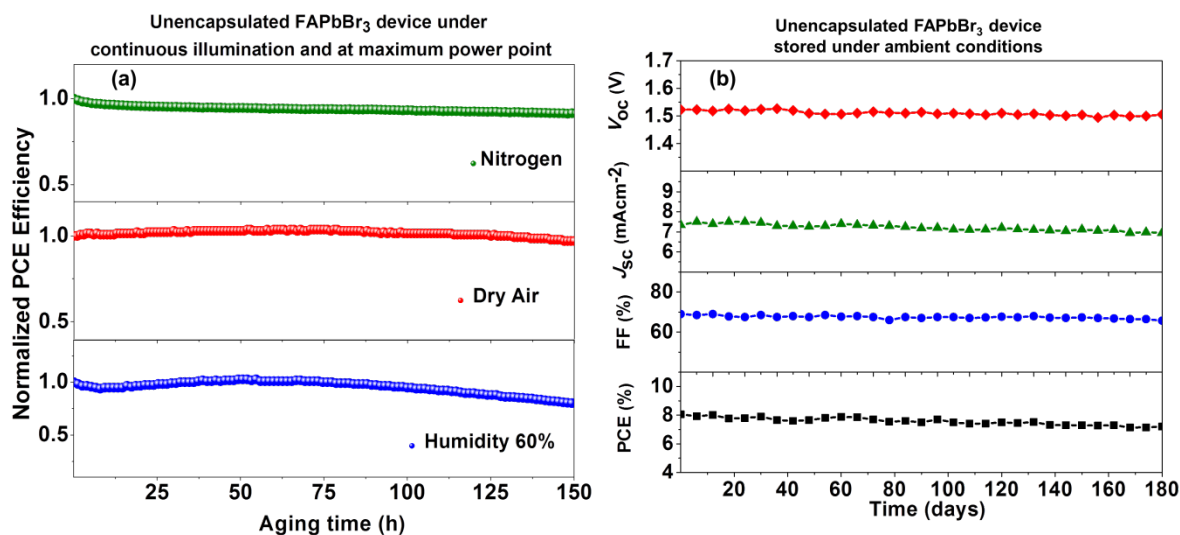 Unencapsulated FAPbBr3 device under
continuous illumination and at maximum power point
(a)
Normalized PCE Efficiency
1.0
0.5
Nitrogen
1.0
0.5
Dry Air
1.0
0.5
Humidity 60%
25 50 75 100 125 150
Aging time (h)
Unencapsulated FAPbBr3 device
stored under ambient conditions
(b)
VOC (V)
1.7
1.5
1.4
JSC (mAcm-2)
9
8
7
6
5
FF (%)
80
60
PCE (%)
10
8
6
4
20 40 60 80 100 120 140 160 180
Time (days)